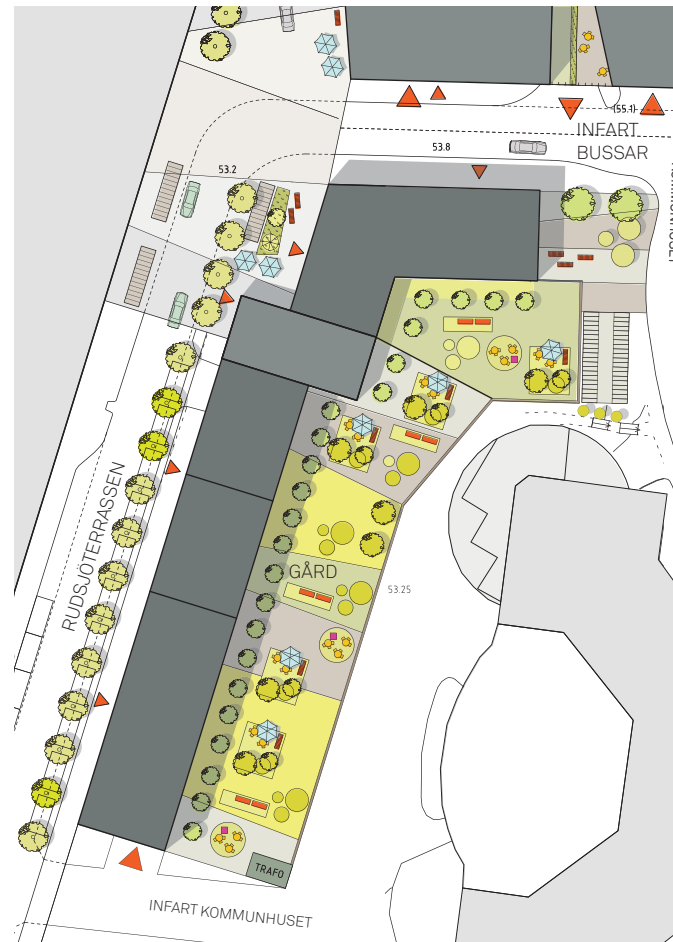 (55.1)
INFART
BUSSAR
53.8
53.2
RUDSJÖTERRASSEN
GÅRD
53.25
TRAFO
INFART KOMMUNHUSET